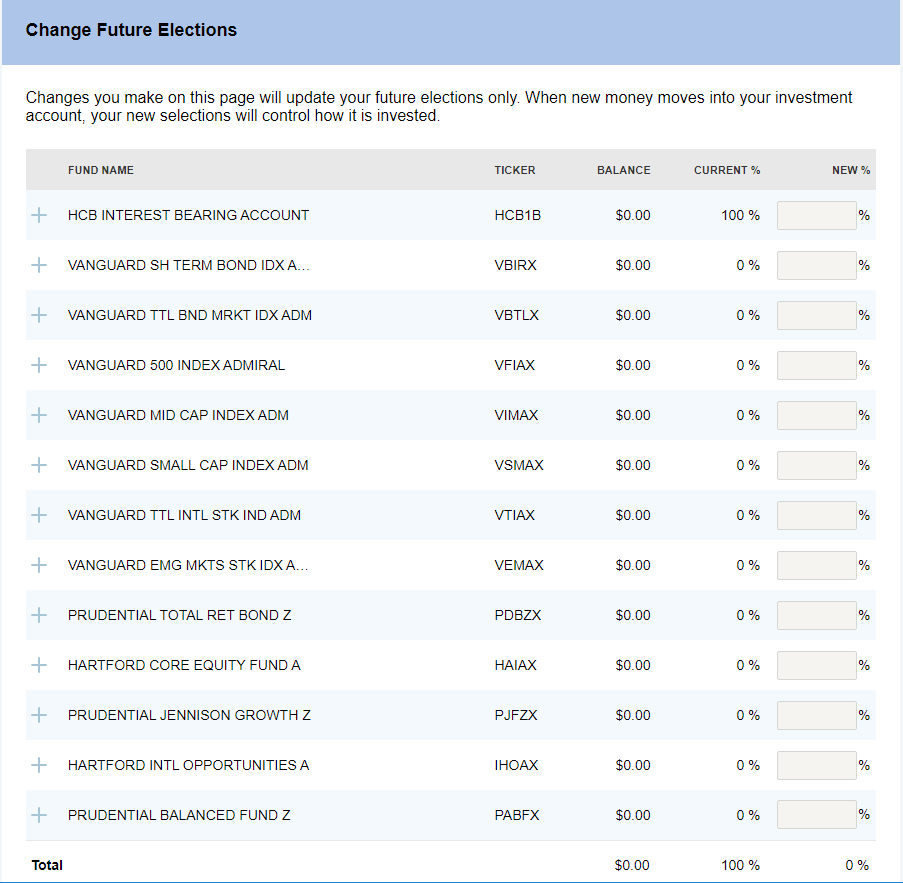 Change Future Elections
Changes you make on this page will update your future elections only. When new money moves into your investment
account, your new selections will control how it is invested.
FUND NAME TICKER BALANCE CURRENT % NEW %
HCB INTEREST BEARING ACCOUNT HCB1B $0.00 100 % %
VANGUARD SH TERM BOND IDX A... VBIRX $0.00 0 % %
VANGUARD TTL BND MRKT IDX ADM VBTLX $0.00 0 % %
VANGUARD 500 INDEX ADMIRAL VFIAX $0.00 0 % %
VANGUARD MID CAP INDEX ADM VIMAX $0.00 0 % %
VANGUARD SMALL CAP INDEX ADM VSMAX $0.00 0 % %
VANGUARD TTL INTL STK IND ADM VTIAX $0.00 0 % %
VANGUARD EMG MKTS STK IDX A... VEMAX $0.00 0 % %
PRUDENTIAL TOTAL RET BOND Z PDBZX $0.00 0 % %
HARTFORD CORE EQUITY FUND A HAIAX $0.00 0 % %
PRUDENTIAL JENNISON GROWTH Z PJFZX $0.00 0 % %
HARTFORD INTL OPPORTUNITIES A IHOAX $0.00 0 % %
PRUDENTIAL BALANCED FUND Z PABFX $0.00 0 % %
Total $0.00 100 % 0 %